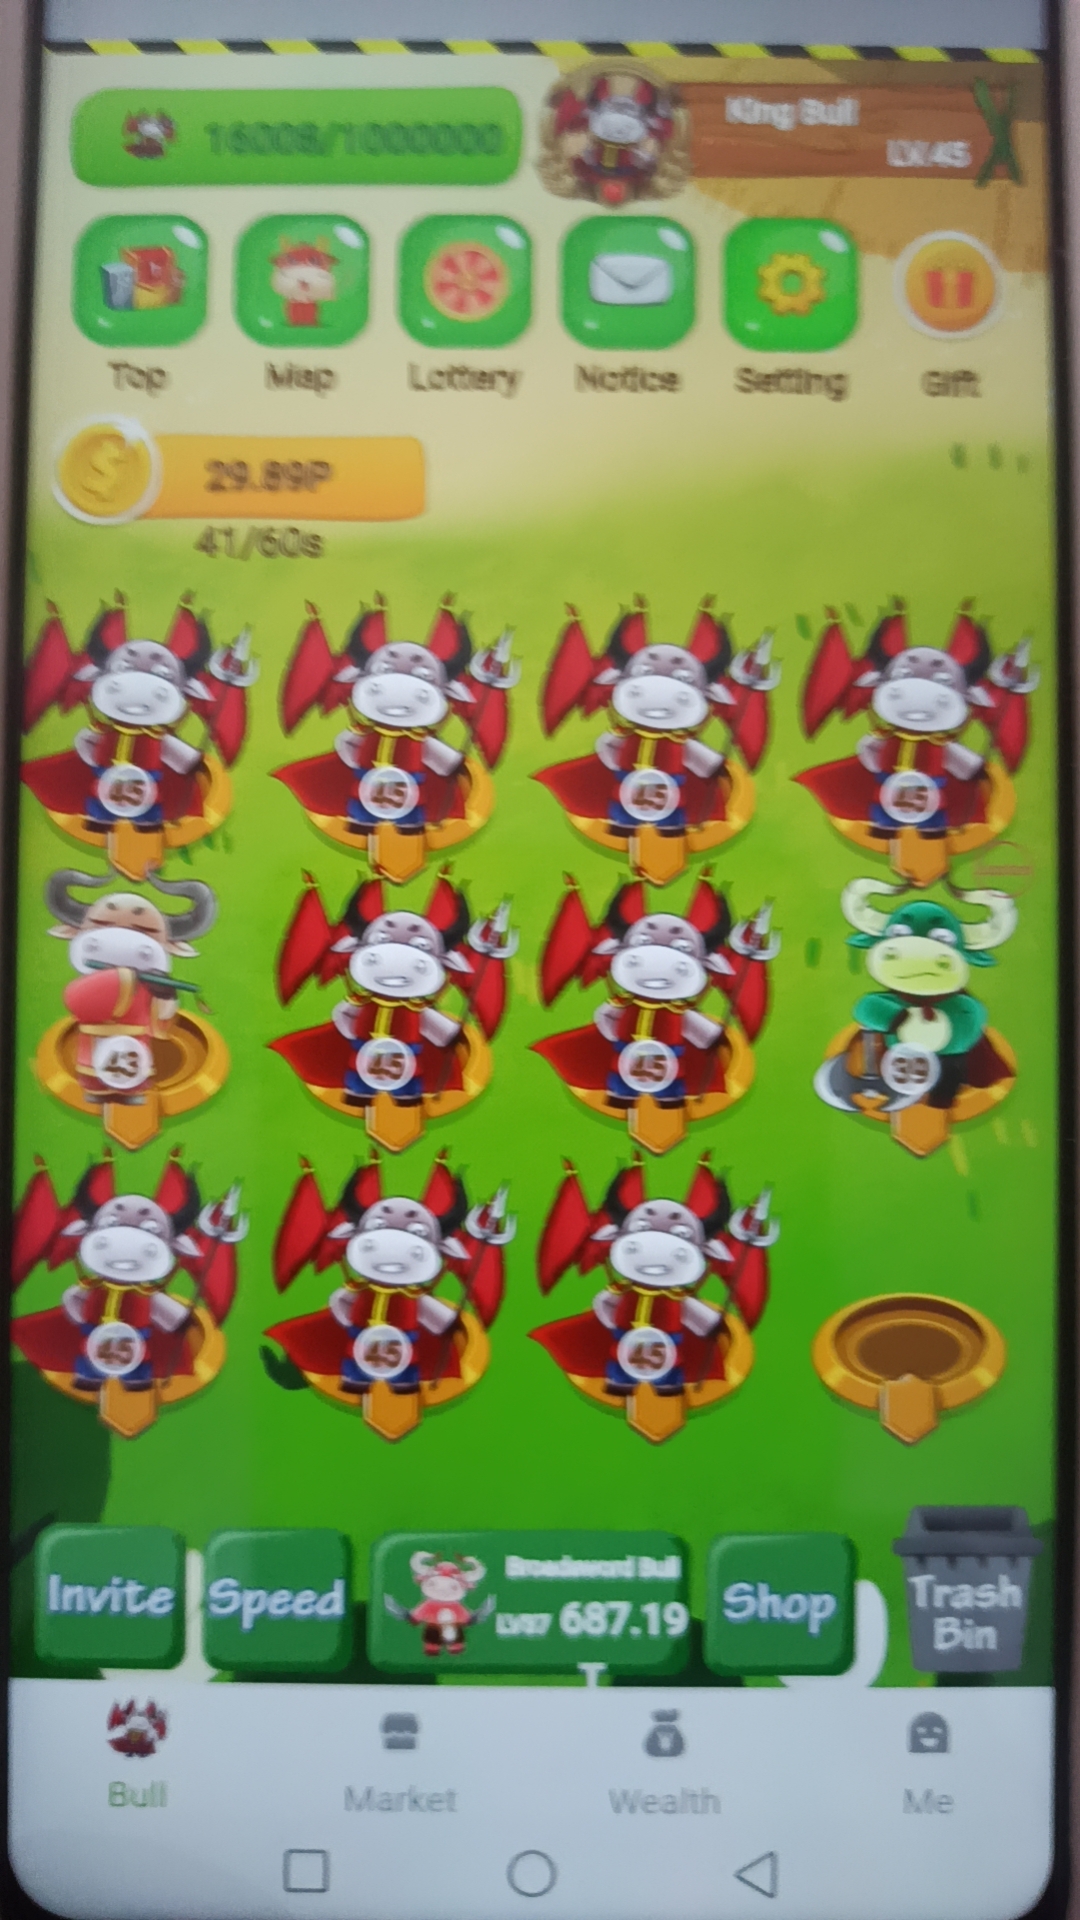 16008/1000000
King Bull
LV.45
Top
Map
Lottery
Notice
Setting
Gift
29.89P
41/60s
45
45
45
45
43
45
45
39
45
45
45
Invite
Speed
Broadsword Bull
LV37 687.19
T
Shop
Trash
Bin
Bull
Market
Wealth
Me